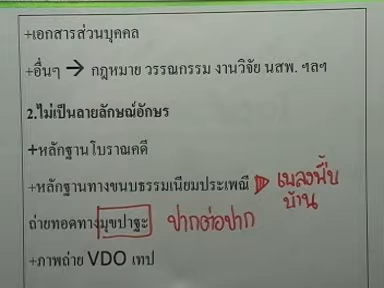 +เอกสารส่วนบุคคล
+อื่นๆ → กฎหมาย วรรณกรรม งานวิจัย นสพ. ฯลฯ
2.ไม่เป็นลายลักษณ์อักษร
+หลักฐานโบราณคดี
+หลักฐานทางขนบธรรมเนียมประเพณี เพลงพื้น
บ้าน
ถ่ายทอดทางมุขปาฐะ ปากต่อปาก
+ภาพถ่าย VDO เทป